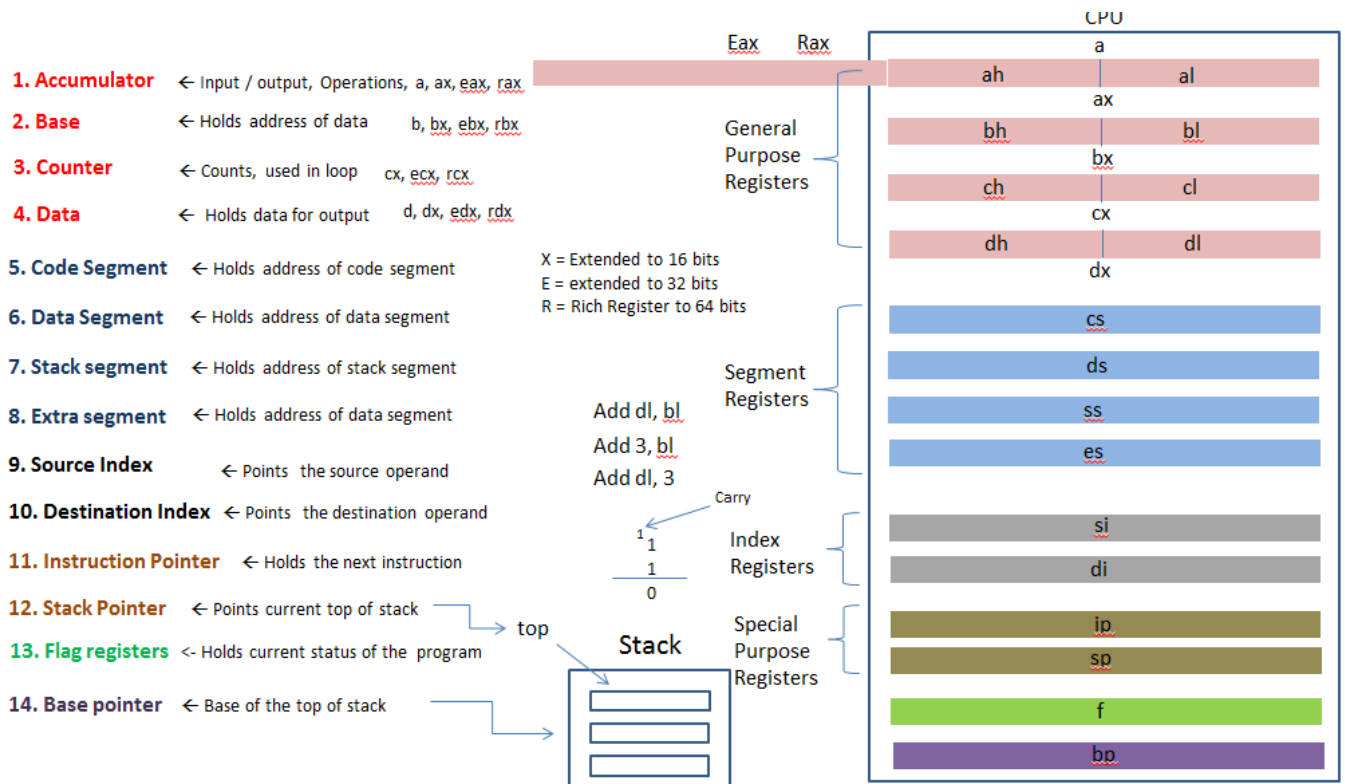 CPU
Eax Rax
a
1. Accumulator ← Input / output, Operations, a, ax, eax, rax
ah al
ax
2. Base ← Holds address of data b, bx, ebx, rbx
General
Purpose
Registers
bh bl
bx
3. Counter ← Counts, used in loop cx, ecx, rcx
ch cl
cx
4. Data ← Holds data for output d, dx, edx, rdx
dh dl
dx
5. Code Segment ← Holds address of code segment
X = Extended to 16 bits
E = extended to 32 bits
R = Rich Register to 64 bits
6. Data Segment ← Holds address of data segment
cs
7. Stack segment ← Holds address of stack segment
Segment
Registers
ds
8. Extra segment ← Holds address of data segment
Add dl, bl
Add 3, bl
Add dl, 3
ss
es
9. Source Index ← Points the source operand
Carry
10. Destination Index ← Points the destination operand
1
1
1
0
Index
Registers
si
di
11. Instruction Pointer ← Holds the next instruction
12. Stack Pointer ← Points current top of stack
top
Stack
Special
Purpose
Registers
ip
sp
13. Flag registers <- Holds current status of the program
14. Base pointer ← Base of the top of stack
f
bp